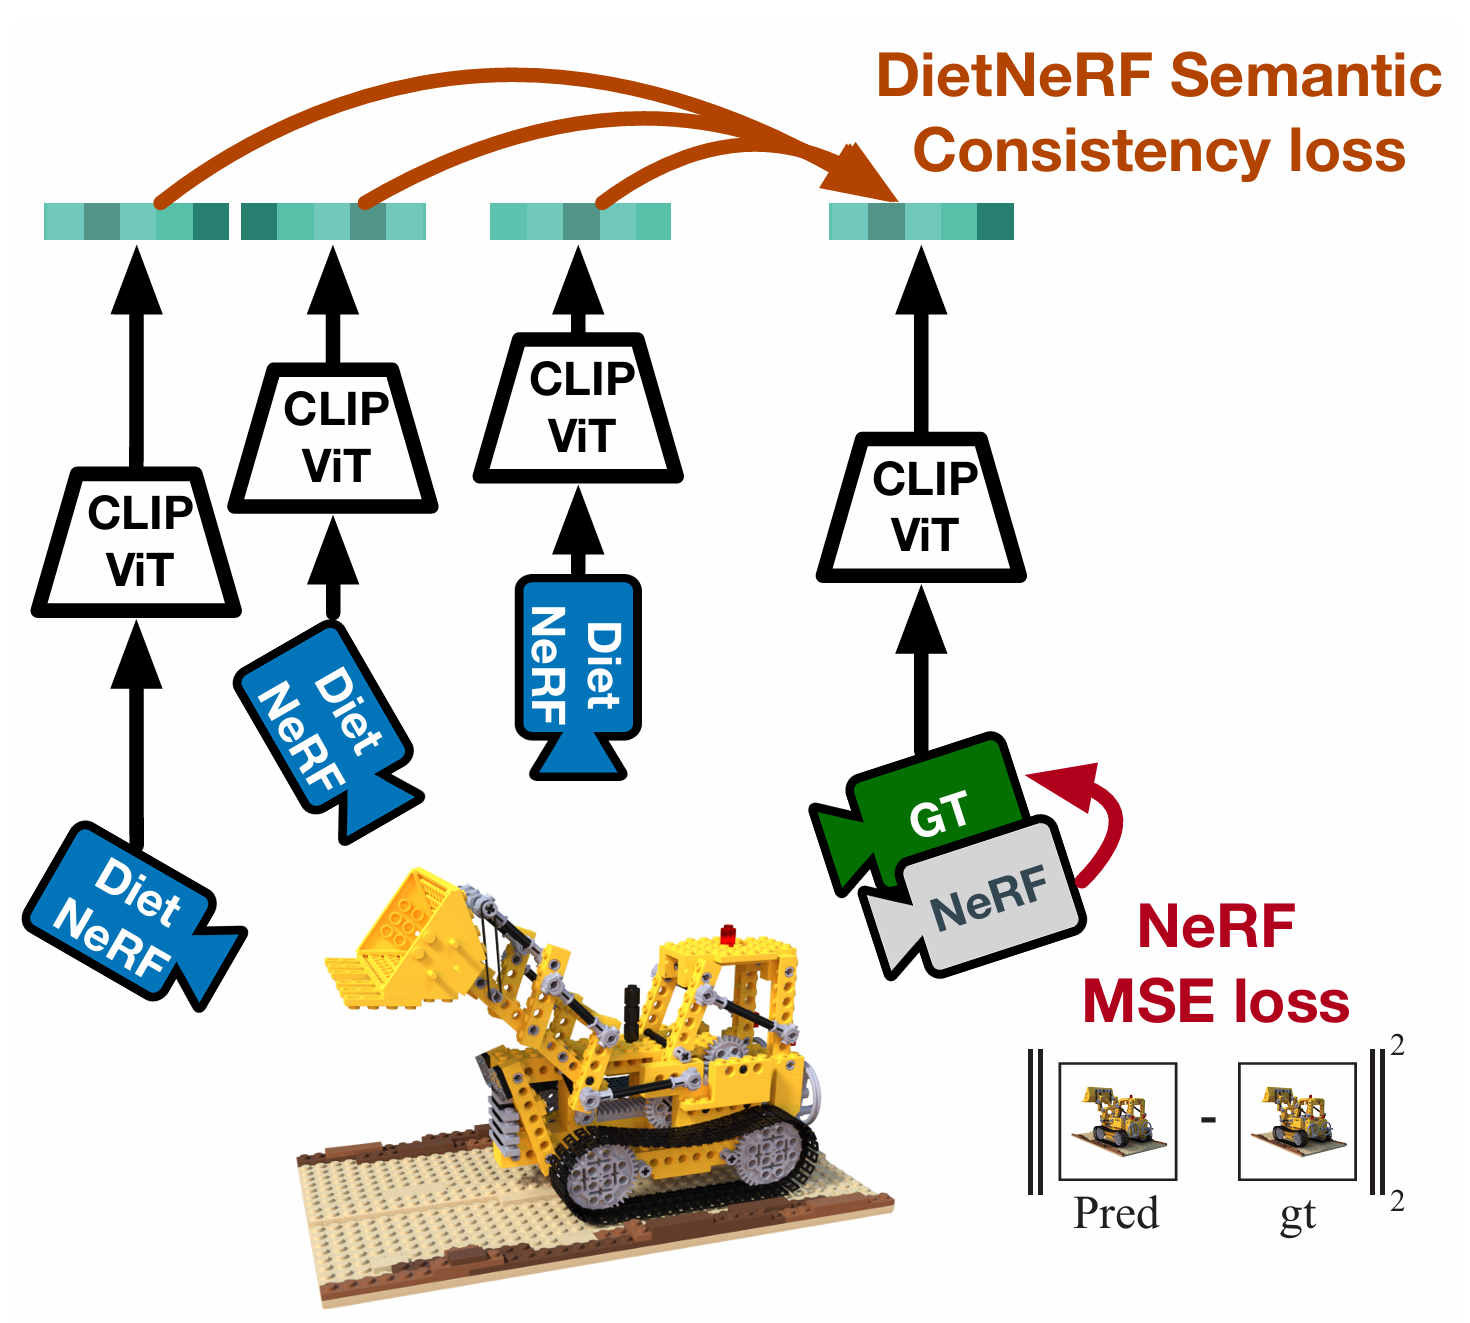 DietNeRF Semantic
Consistency loss
CLIP
ViT
CLIP
ViT
CLIP
ViT
CLIP
ViT
Diet
NeRF
Diet
NeRF
Diet
NeRF
GT
NeRF
NeRF
MSE loss
2
-
2
Pred
gt